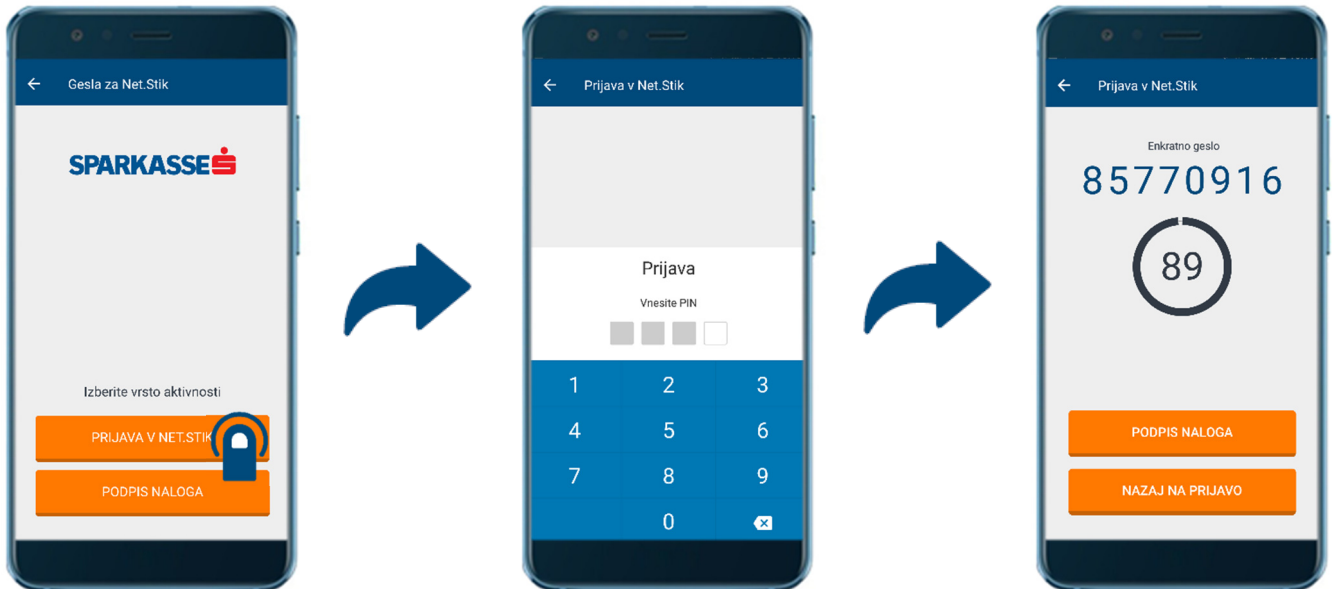 Gesla za Net.Stik
SPARKASSE
Izberite vrsto aktivnosti
PRIJAVA V NET.STIK
PODPIS NALOGA
Prijava v Net.Stik
Prijava
Vnesite PIN
1 2 3
4 5 6
7 8 9
0
Prijava v Net.Stik
Enkratno geslo
85770916
89
PODPIS NALOGA
NAZAJ NA PRIJAVO